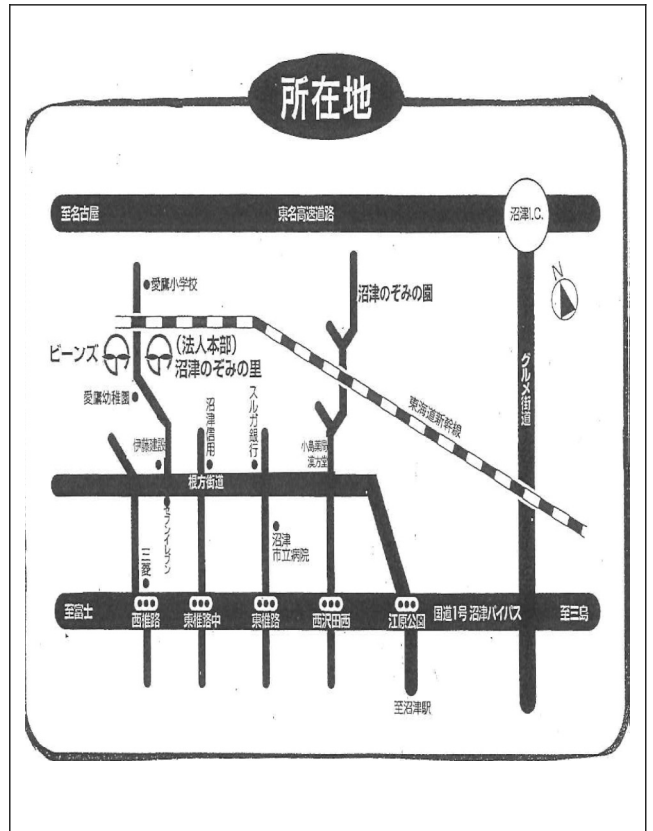 所在地
至名古屋
東名高速道路
沼津I.C.
N
愛鷹小学校
沼津のぞみの園
ビーンズ
(法人本部)
沼津のぞみの里
愛鷹幼稚園
東海道新幹線
グルメ街道
伊藤建設
沼津信用
スルガ銀行
小島薬局
漢方堂
根方街道
セブンイレブン
三菱
沼津
市立病院
至富士
西椎路
東椎路中
東椎路
西沢田西
江原公園
国道1号 沼津バイパス
至三島
至沼津駅